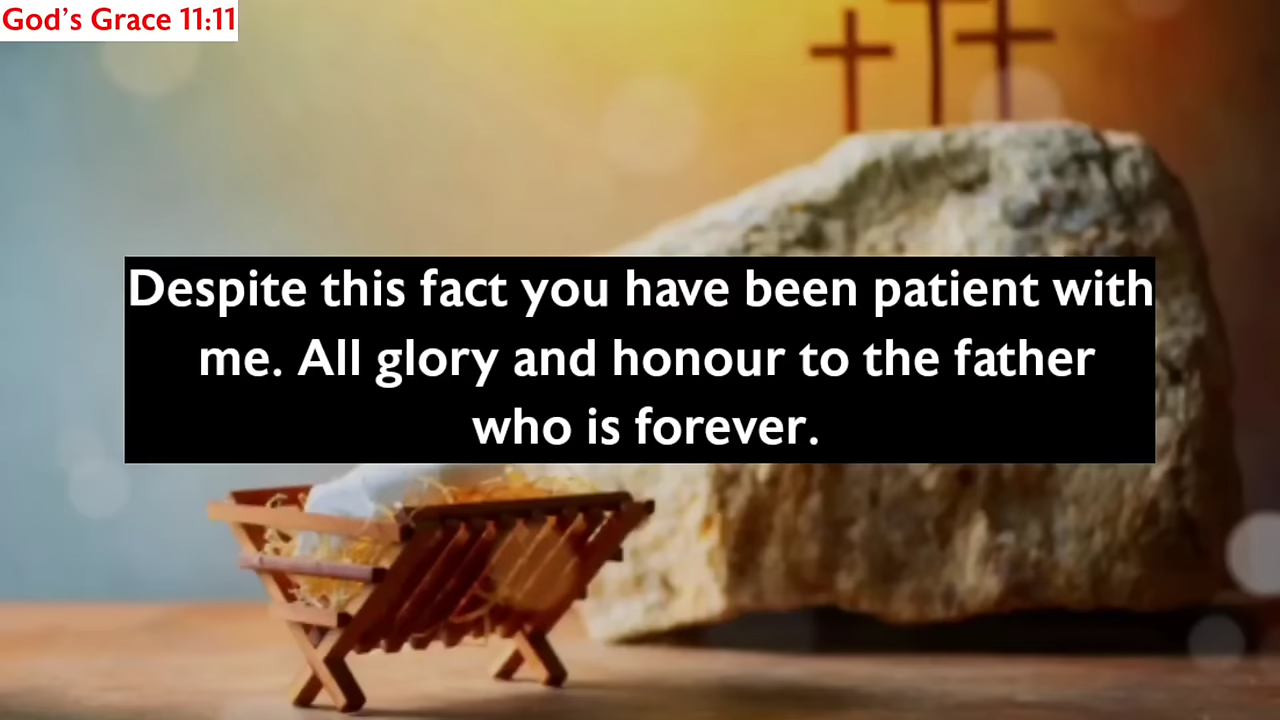 God's Grace 11:11
Despite this fact you have been patient with
me. All glory and honour to the father
who is forever.